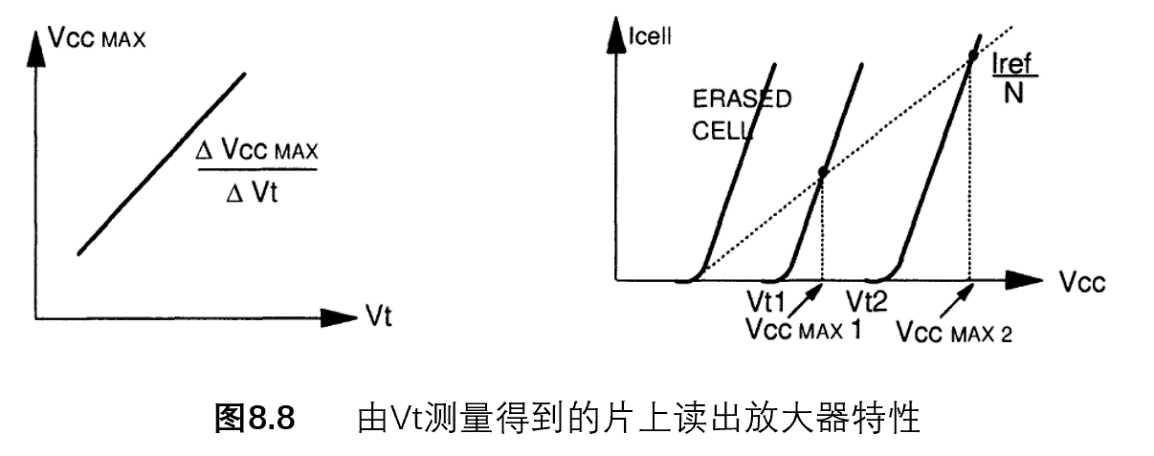 VCC MAX
Δ VCC MAX
Δ Vt
Vt
Icell
ERASED
CELL
Iref
N
Vcc
Vt1
Vt2
VCC MAX 1
VCC MAX 2
图8.8 由Vt测量得到的片上读出放大器特性